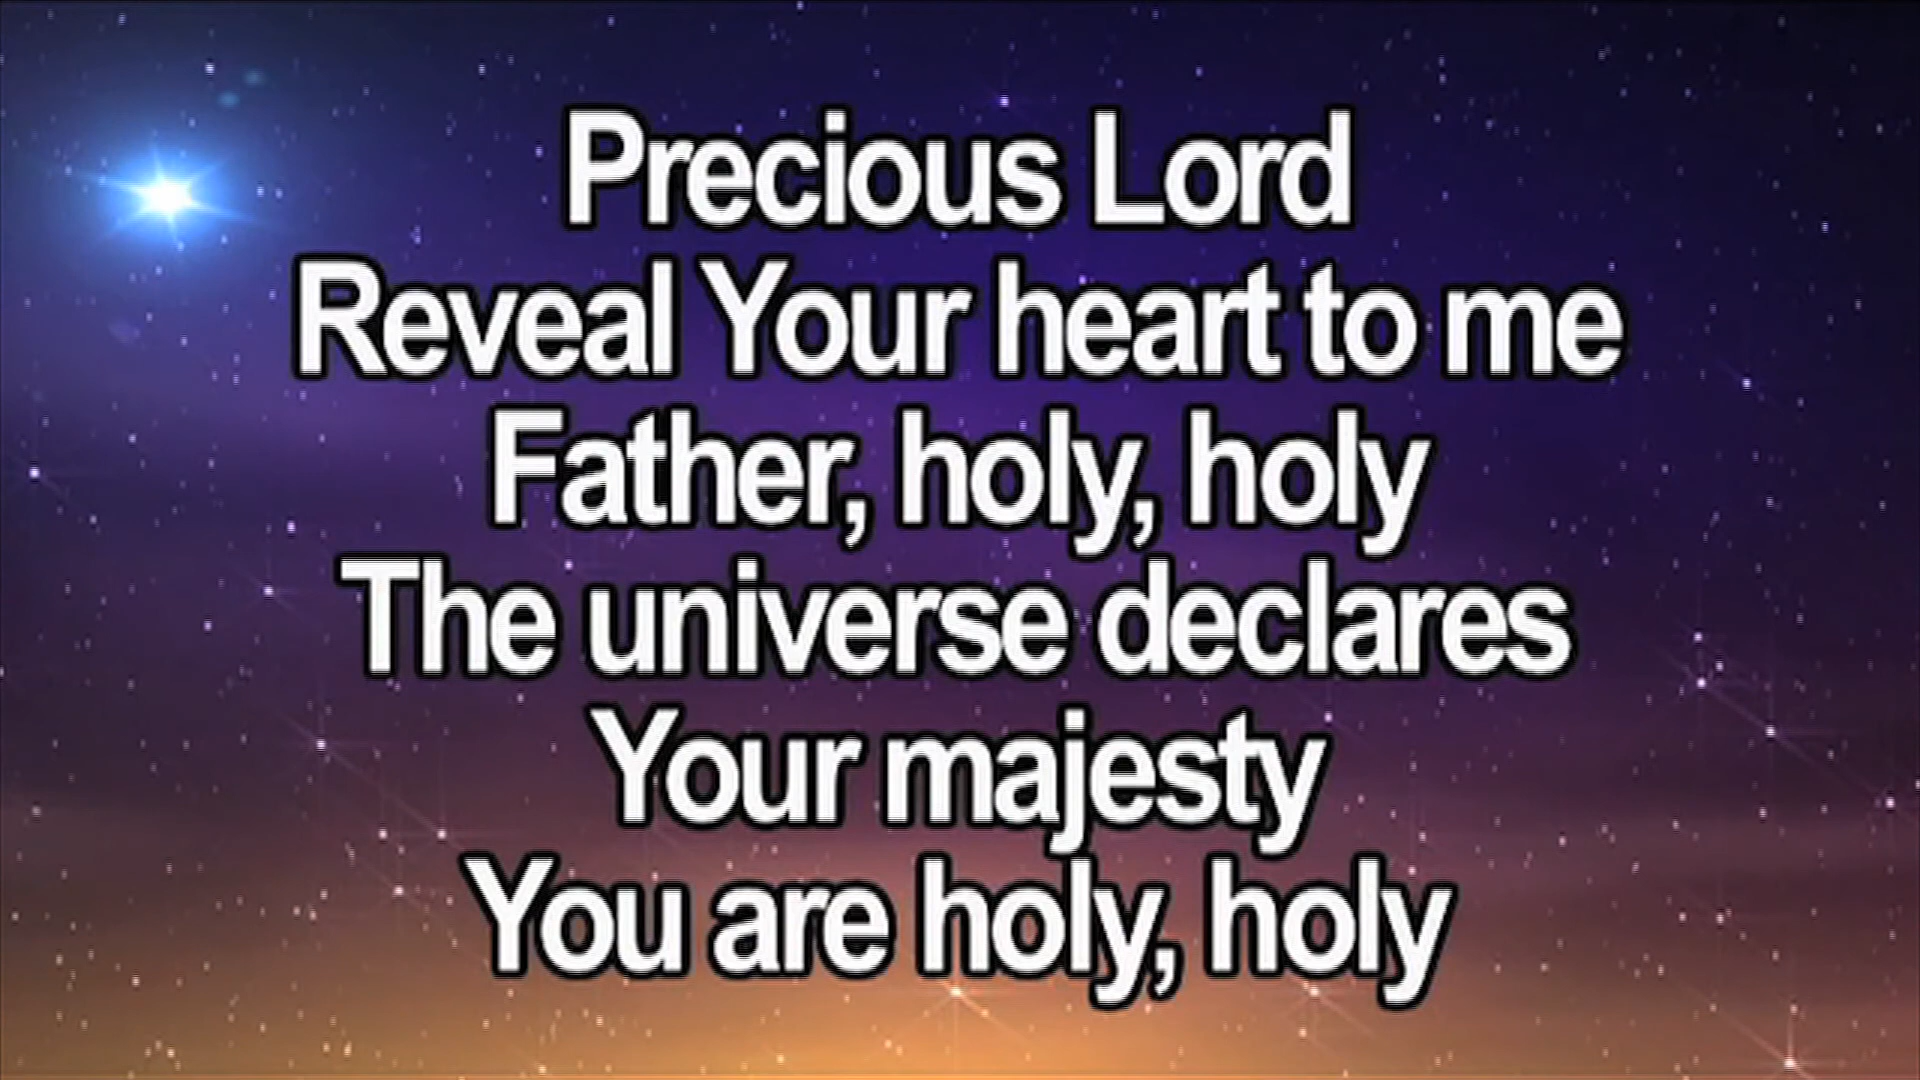 Precious Lord
Reveal Your heart to me
Father, holy, holy
The universe declares
Your majesty
You are holy, holy